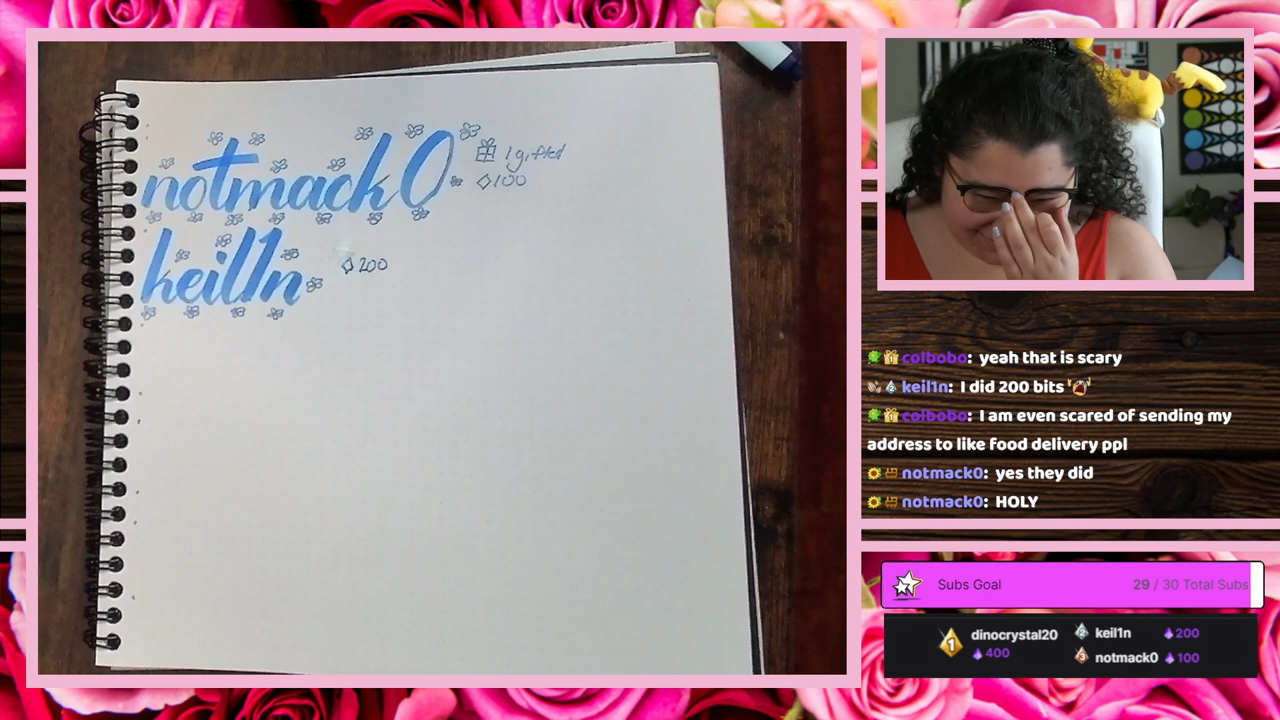 notmack0
1 gifted
100
keil1n
200
colbobo: yeah that is scary
keil1n: I did 200 bits
colbobo: I am even scared of sending my
address to like food delivery ppl
notmack0: yes they did
notmack0: HOLY
Subs Goal 29 / 30 Total Subs
1 dinocrystal20 400
2 keil1n 200
3 notmack0 100